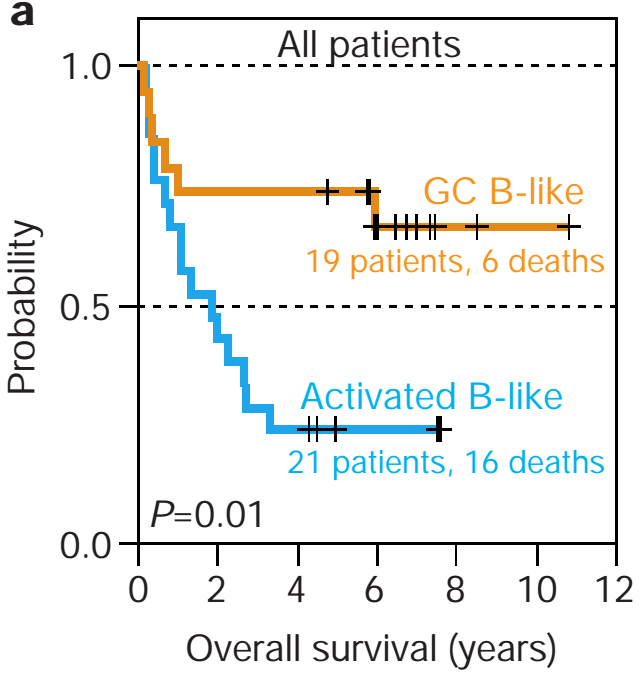 a
All patients
1.0
GC B-like
19 patients, 6 deaths
0.5
Probability
Activated B-like
21 patients, 16 deaths
P=0.01
0.0
0 2 4 6 8 10 12
Overall survival (years)